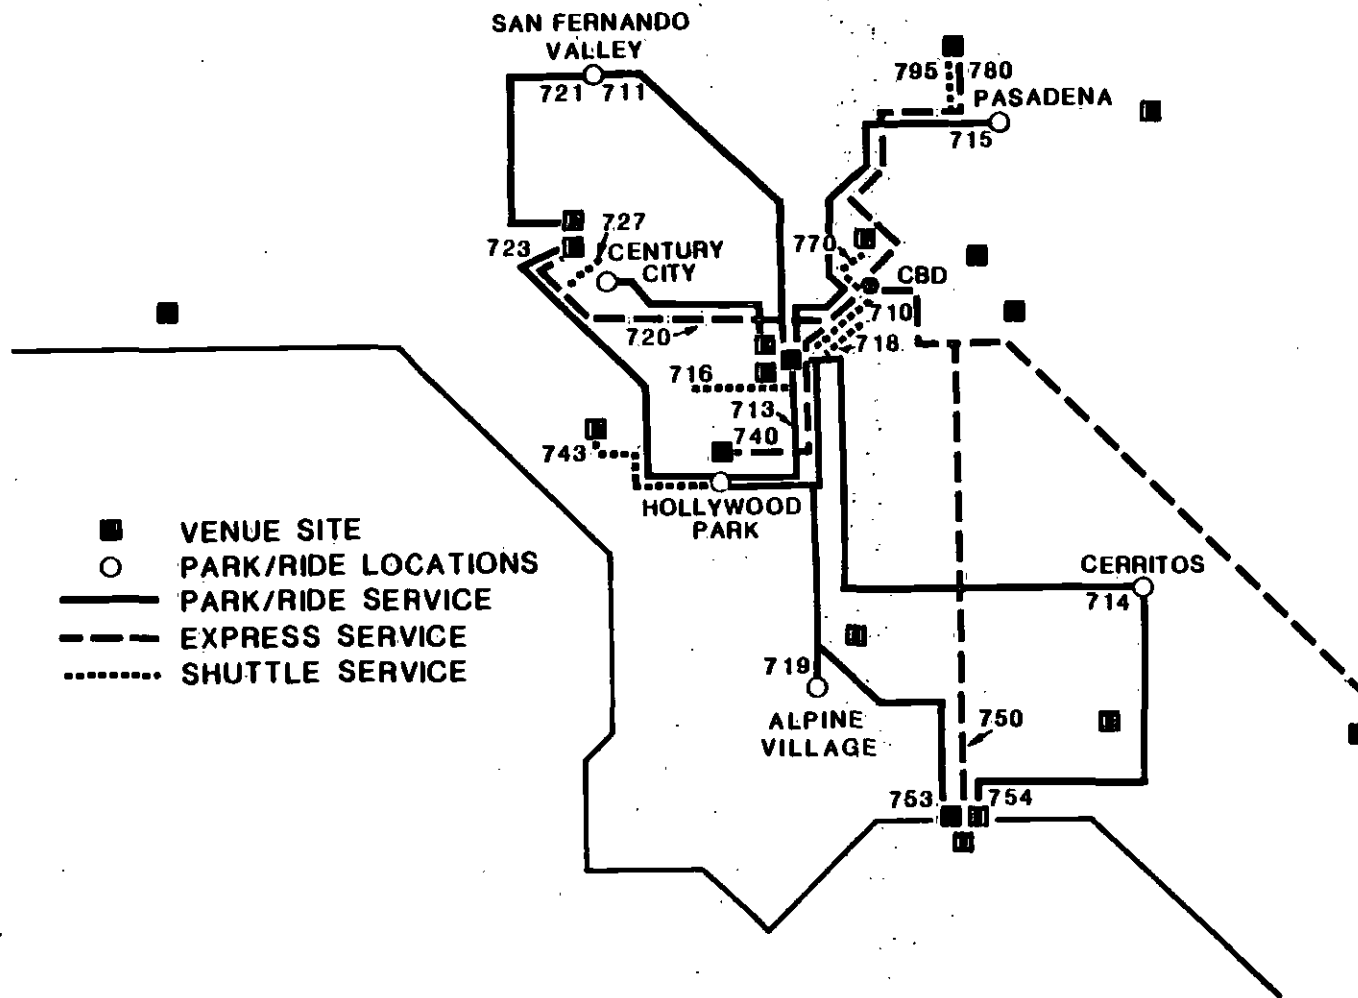 SAN FERNANDO
VALLEY
721 711
795 780
PASADENA
715
727
723
CENTURY
CITY
770
CBD
710
720
718
716
713
740
743
HOLLYWOOD
PARK
VENUE SITE
PARK/RIDE LOCATIONS
PARK/RIDE SERVICE
EXPRESS SERVICE
SHUTTLE SERVICE
CERRITOS
714
719
ALPINE
VILLAGE
750
753 754